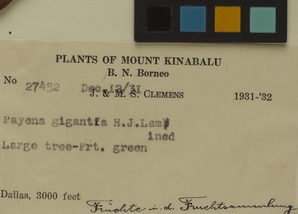 PLANTS OF MOUNT KINABALU
B. N. Borneo
No 27452 Dec.12/31
J. & M. S. CLEMENS 1931-'32
Payena gigantia H.J.Lam
ined
Large tree-Frt. green
Dallas, 3000 feet
Früchte i. d. Fruchtsammlung